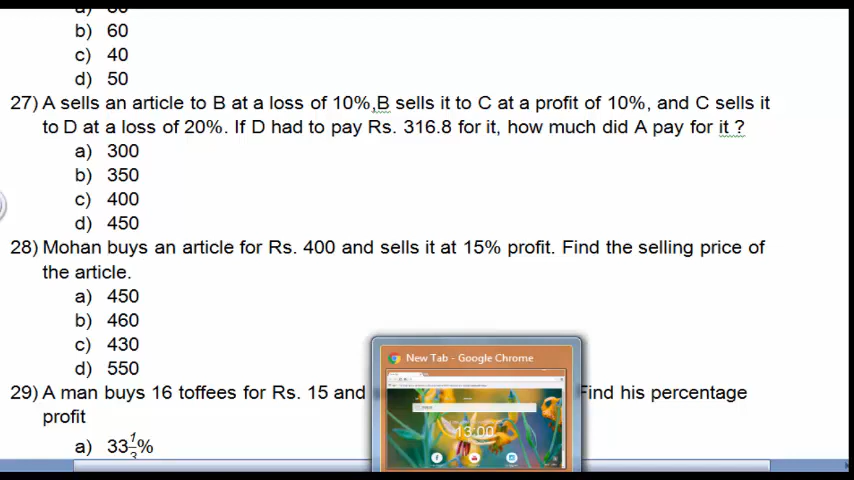 b) 60
c) 40
d) 50
27) A sells an article to B at a loss of 10%,B sells it to C at a profit of 10%, and C sells it
to D at a loss of 20%. If D had to pay Rs. 316.8 for it, how much did A pay for it ?
a) 300
b) 350
c) 400
d) 450
28) Mohan buys an article for Rs. 400 and sells it at 15% profit. Find the selling price of
the article.
a) 450
b) 460
c) 430
d) 550
New Tab - Google Chrome
29) A man buys 16 toffees for Rs. 15 and Find his percentage
profit
13:00
a) 33 1/3 %